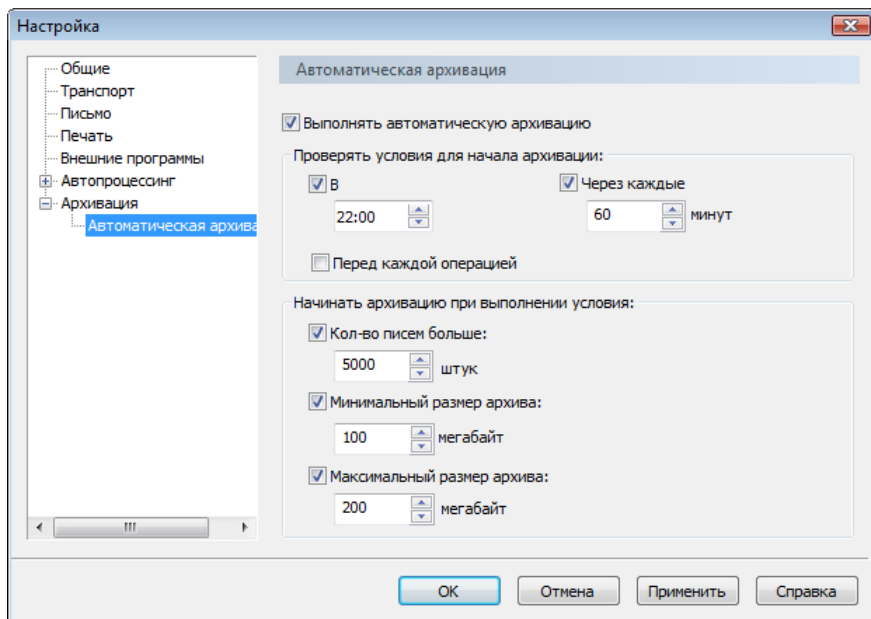 Настройка
Общие
Транспорт
Письмо
Печать
Внешние программы
Автопроцессинг
Архивация
Автоматическая архива
Автоматическая архивация
Выполнять автоматическую архивацию
Проверять условия для начала архивации:
В
Через каждые
22:00
60 минут
Перед каждой операцией
Начинать архивацию при выполнении условия:
Кол-во писем больше:
5000 штук
Минимальный размер архива:
100 мегабайт
Максимальный размер архива:
200 мегабайт
ОК Отмена Применить Справка